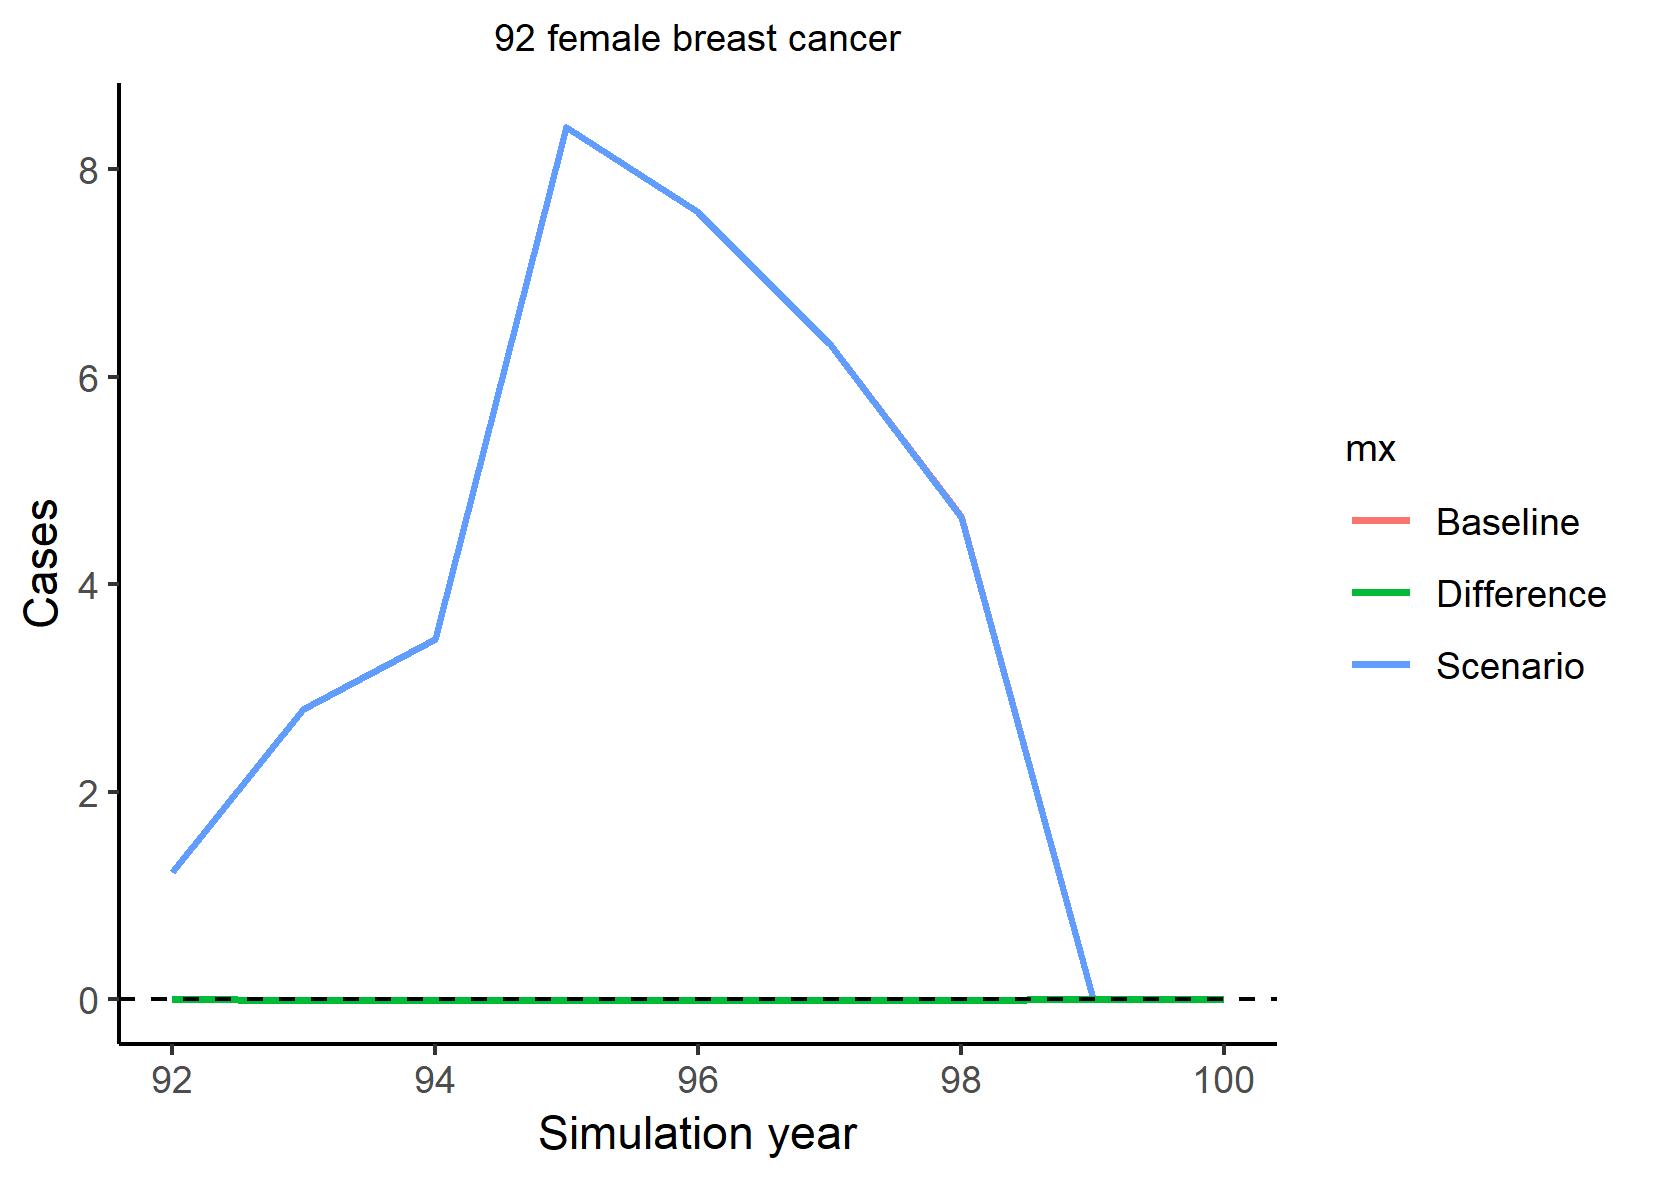 92 female breast cancer
Cases
8
6
4
2
0
92 94 96 98 100
Simulation year
mx
Baseline
Difference
Scenario